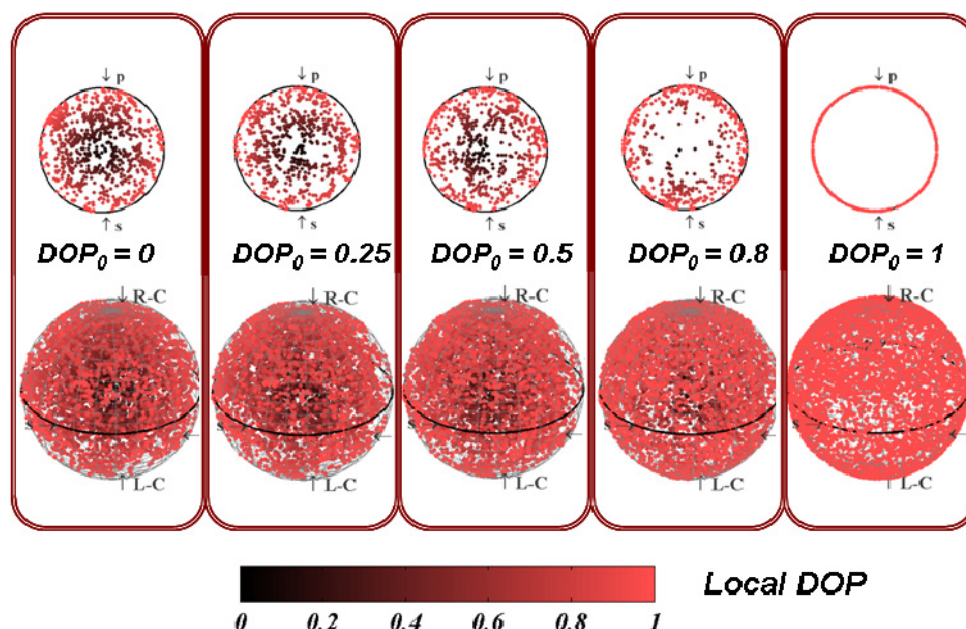 ↓ p ↓ p ↓ p ↓ p ↓ p
↑ s ↑ s ↑ s ↑ s ↑ s
DOP₀ = 0 DOP₀ = 0.25 DOP₀ = 0.5 DOP₀ = 0.8 DOP₀ = 1
↓ R-C ↓ R-C ↓ R-C ↓ R-C ↓ R-C
s s s s s
↑ L-C ↑ L-C ↑ L-C ↑ L-C ↑ L-C
Local DOP
0 0.2 0.4 0.6 0.8 1